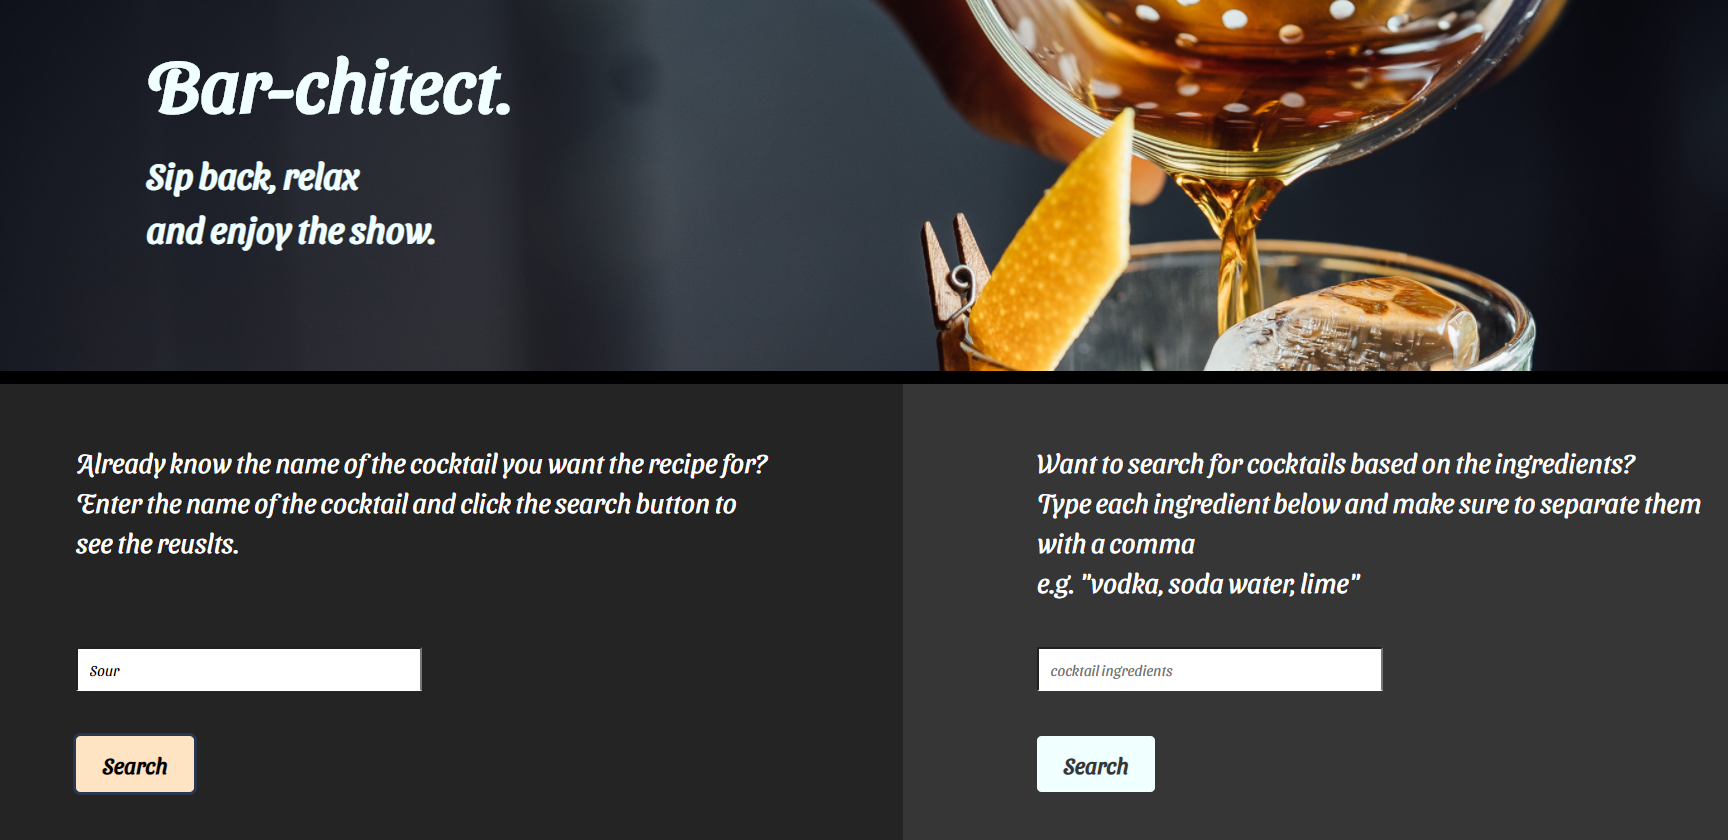 Bar-chitect.
Sip back, relax
and enjoy the show.
Already know the name of the cocktail you want the recipe for?
Enter the name of the cocktail and click the search button to
see the reuslts.
Sour
Search
Want to search for cocktails based on the ingredients?
Type each ingredient below and make sure to separate them
with a comma
e.g. "vodka, soda water, lime"
cocktail ingredients
Search